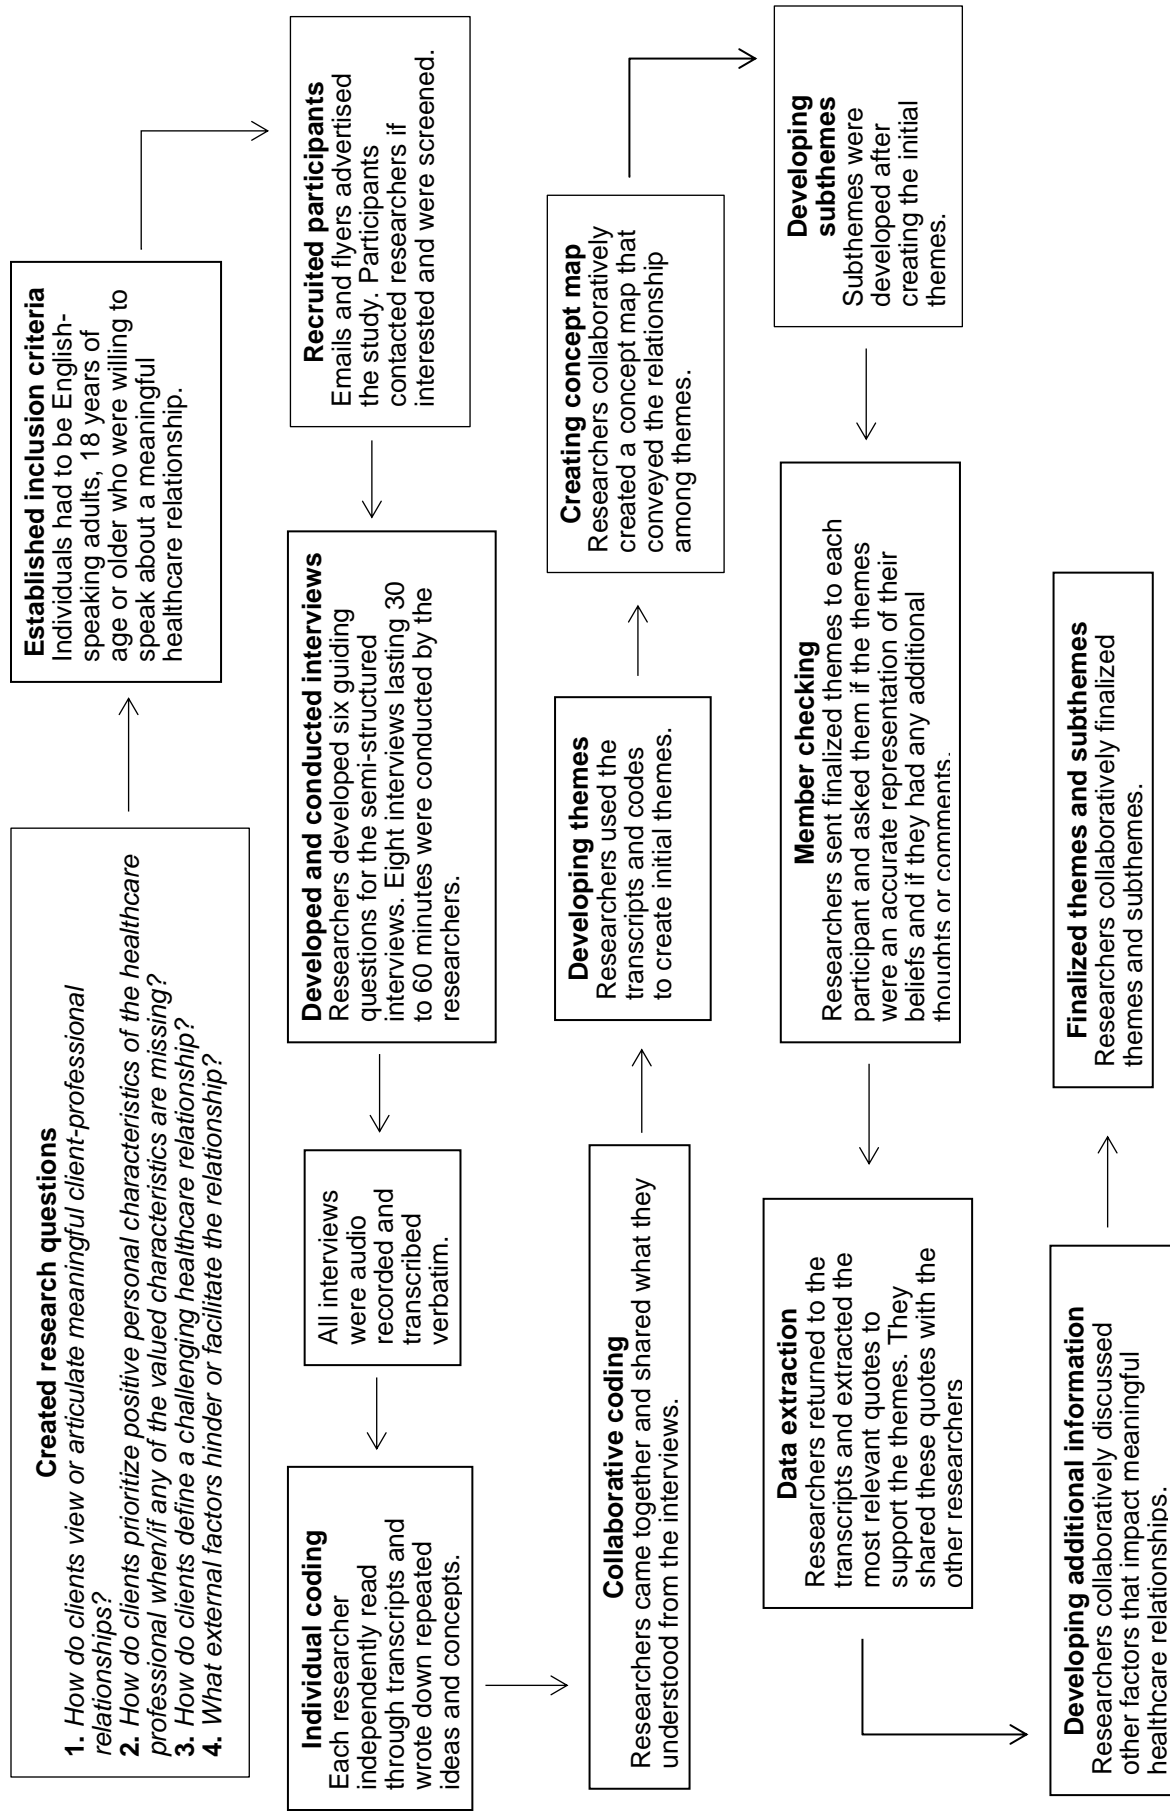 Created research questions
1. How do clients view or articulate meaningful client-professional
relationships?
2. How do clients prioritize positive personal characteristics of the healthcare
professional when/if any of the valued characteristics are missing?
3. How do clients define a challenging healthcare relationship?
4. What external factors hinder or facilitate the relationship?
Established inclusion criteria
Individuals had to be English-
speaking adults, 18 years of
age or older who were willing to
speak about a meaningful
healthcare relationship.
Recruited participants
Emails and flyers advertised
the study. Participants
contacted researchers if
interested and were screened.
Developed and conducted interviews
Researchers developed six guiding
questions for the semi-structured
interviews. Eight interviews lasting 30
to 60 minutes were conducted by the
researchers.
All interviews
were audio
recorded and
transcribed
verbatim.
Individual coding
Each researcher
independently read
through transcripts and
wrote down repeated
ideas and concepts.
Collaborative coding
Researchers came together and shared what they
understood from the interviews.
Developing themes
Researchers used the
transcripts and codes
to create initial themes.
Creating concept map
Researchers collaboratively
created a concept map that
conveyed the relationship
among themes.
Developing
subthemes
Subthemes were
developed after
creating the initial
themes.
Member checking
Researchers sent finalized themes to each
participant and asked them if the themes
were an accurate representation of their
beliefs and if they had any additional
thoughts or comments.
Data extraction
Researchers returned to the
transcripts and extracted the
most relevant quotes to
support the themes. They
shared these quotes with the
other researchers
Developing additional information
Researchers collaboratively discussed
other factors that impact meaningful
healthcare relationships.
Finalized themes and subthemes
Researchers collaboratively finalized
themes and subthemes.